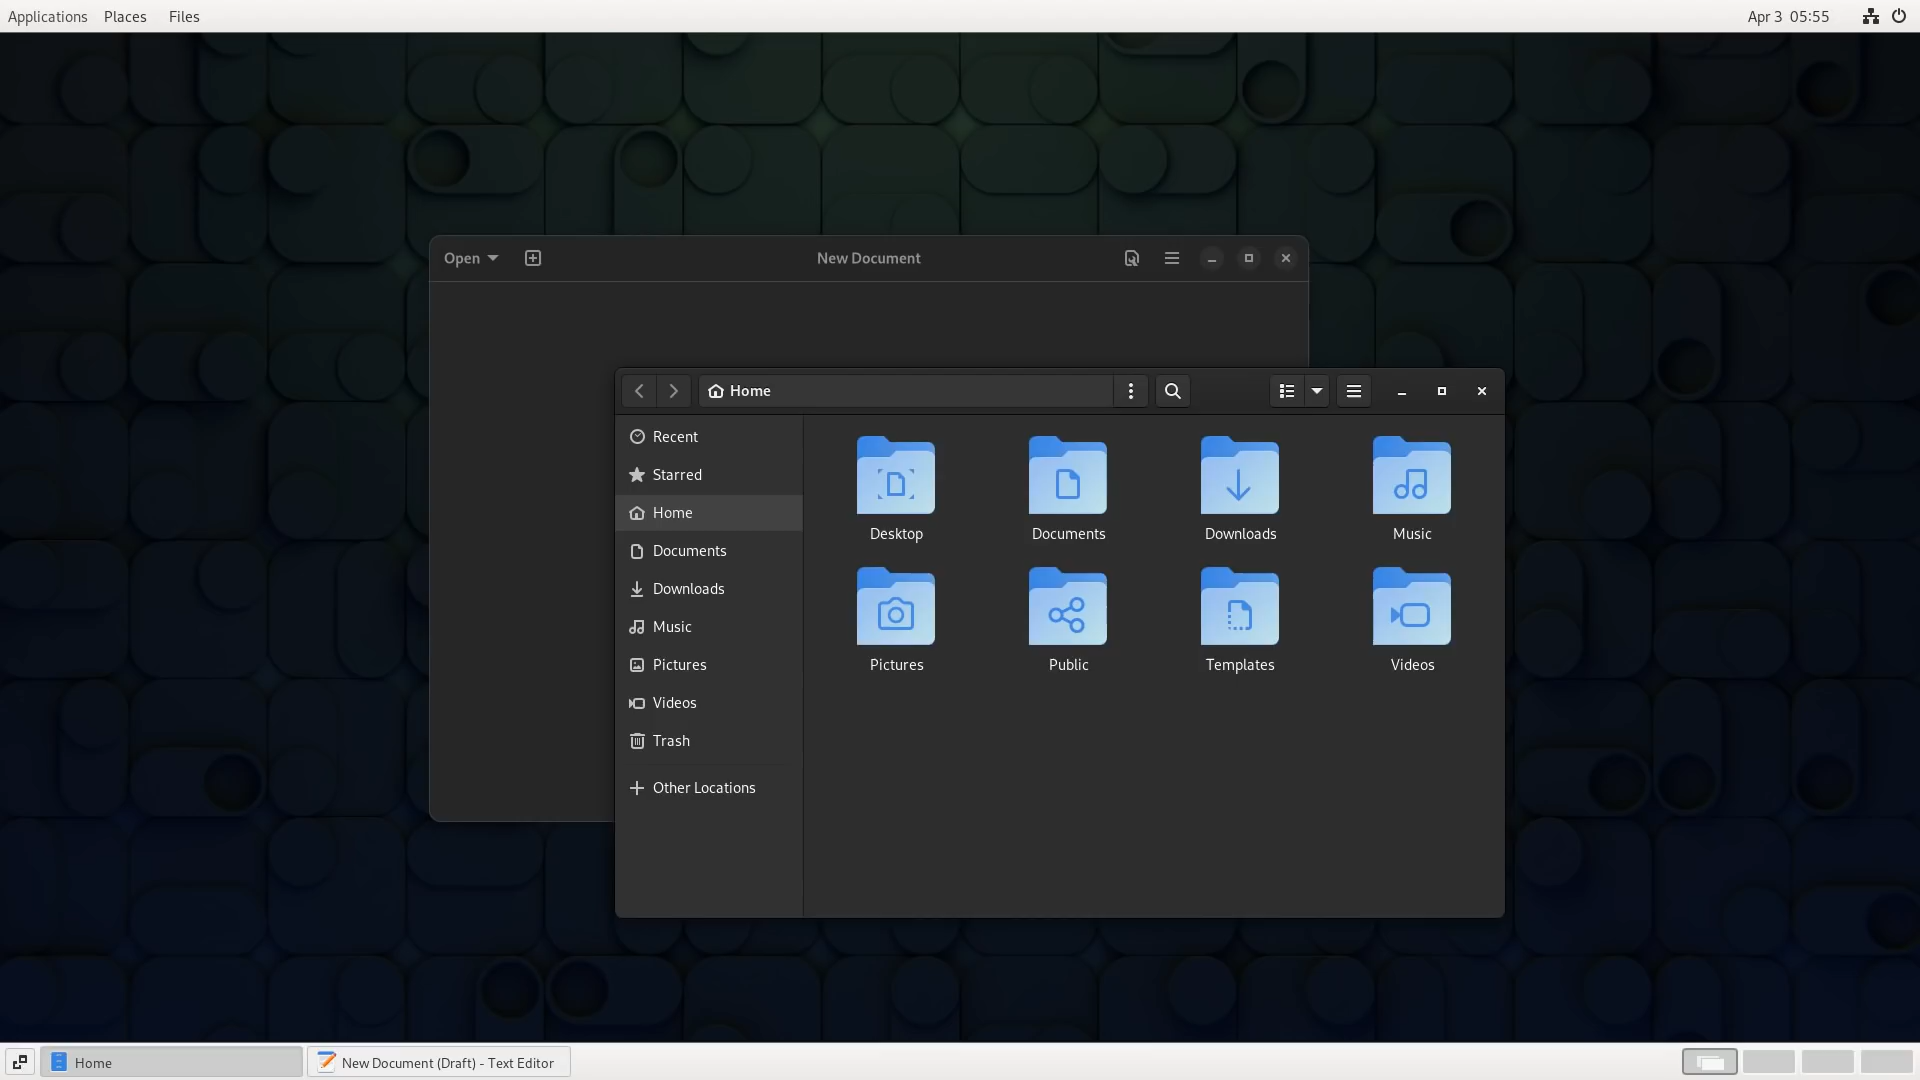 Applications Places Files
Apr 3 05:55
Open
New Document
Home
Recent
Starred
Home
Documents
Downloads
Music
Pictures
Videos
Trash
Other Locations
Desktop Documents Downloads Music
Pictures Public Templates Videos
Home
New Document (Draft) - Text Editor